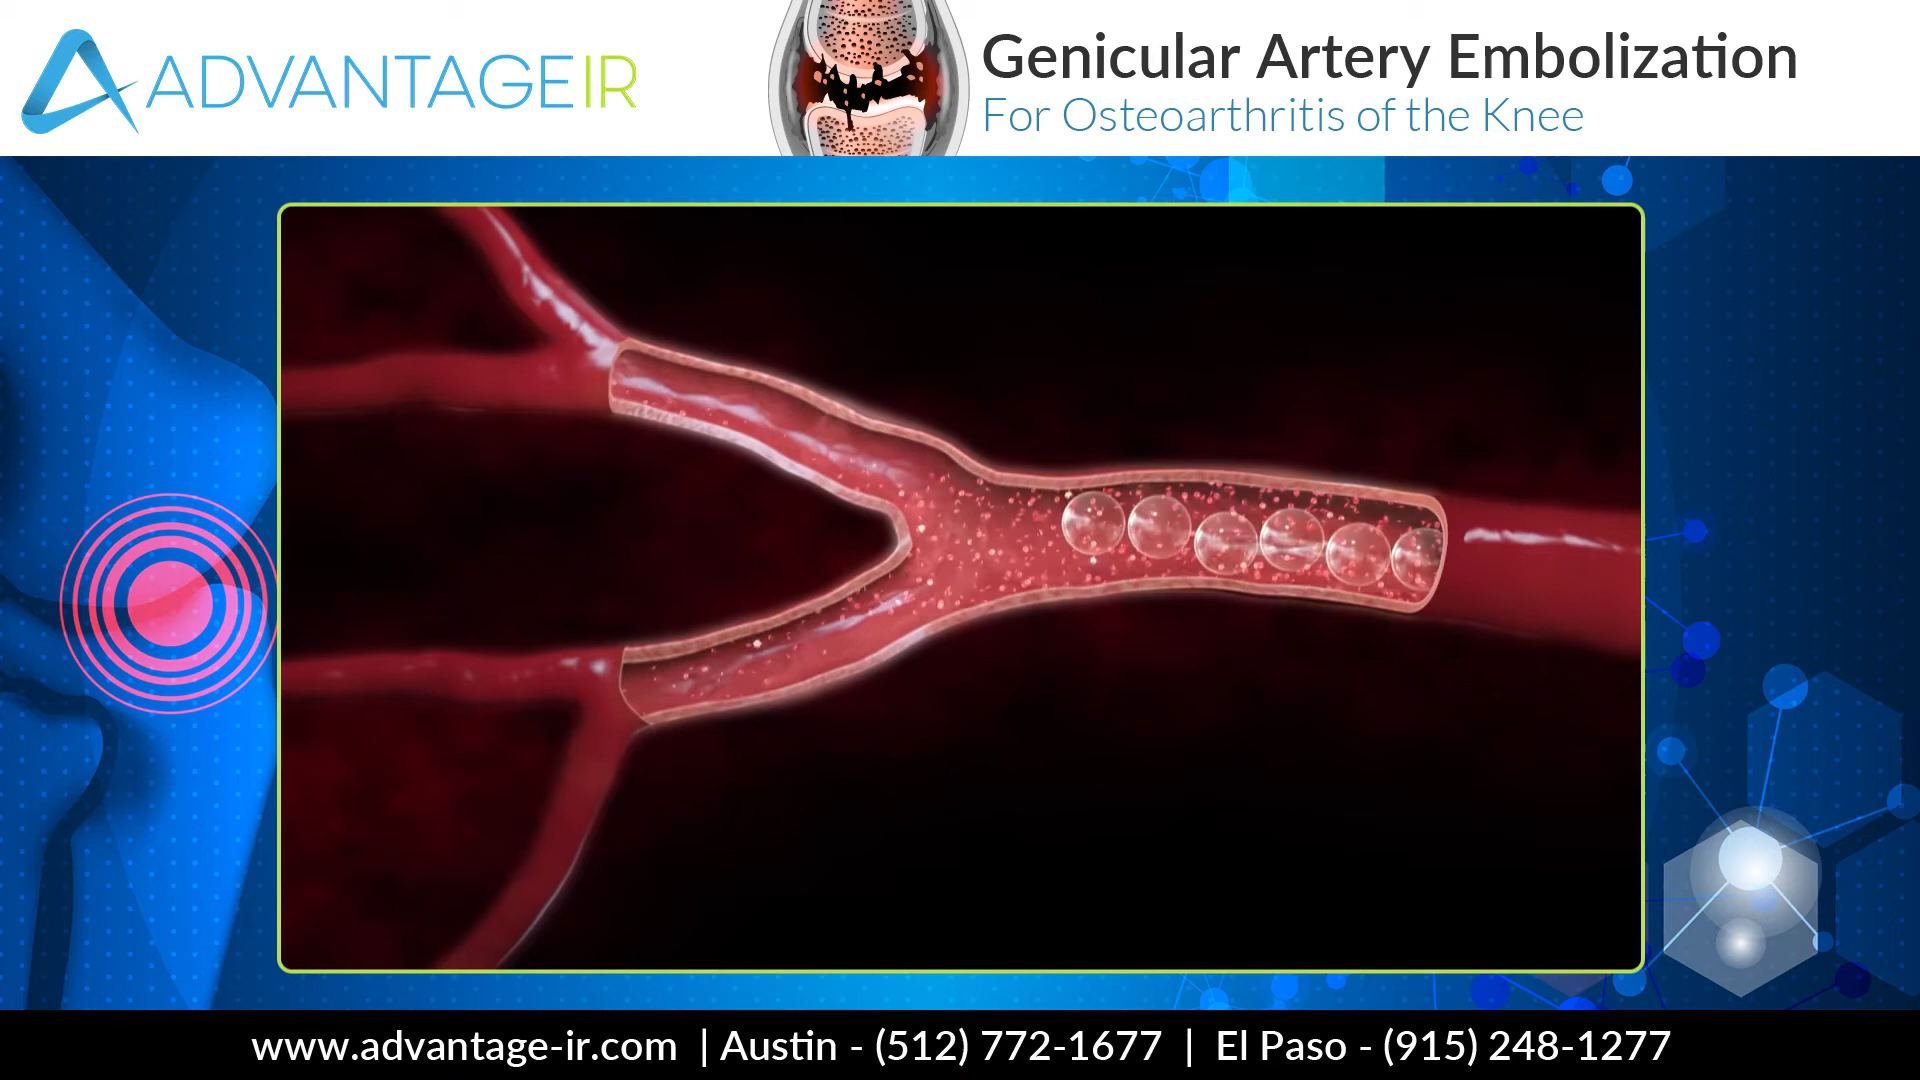 ADVANTAGEIR
Genicular Artery Embolization
For Osteoarthritis of the Knee
www.advantage-ir.com | Austin - (512) 772-1677 | El Paso - (915) 248-1277